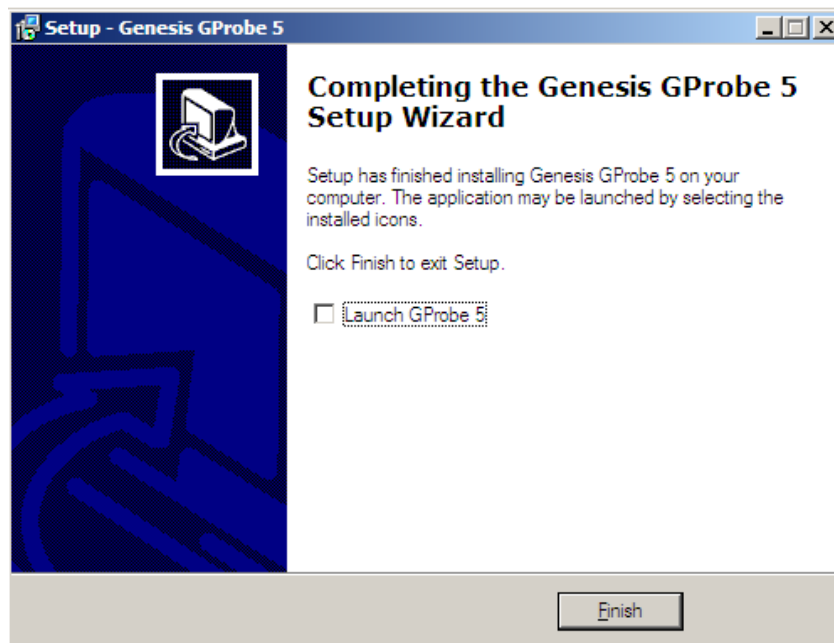 Setup - Genesis GProbe 5
Completing the Genesis GProbe 5
Setup Wizard
Setup has finished installing Genesis GProbe 5 on your
computer. The application may be launched by selecting the
installed icons.
Click Finish to exit Setup.
Launch GProbe 5
Finish